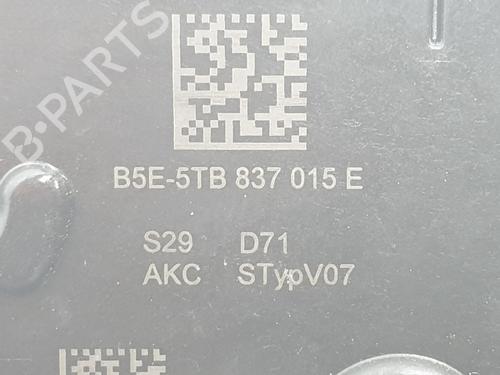 B-PARTS
B5E-5TB 837 015 E
S29 D71
AKC STypV07